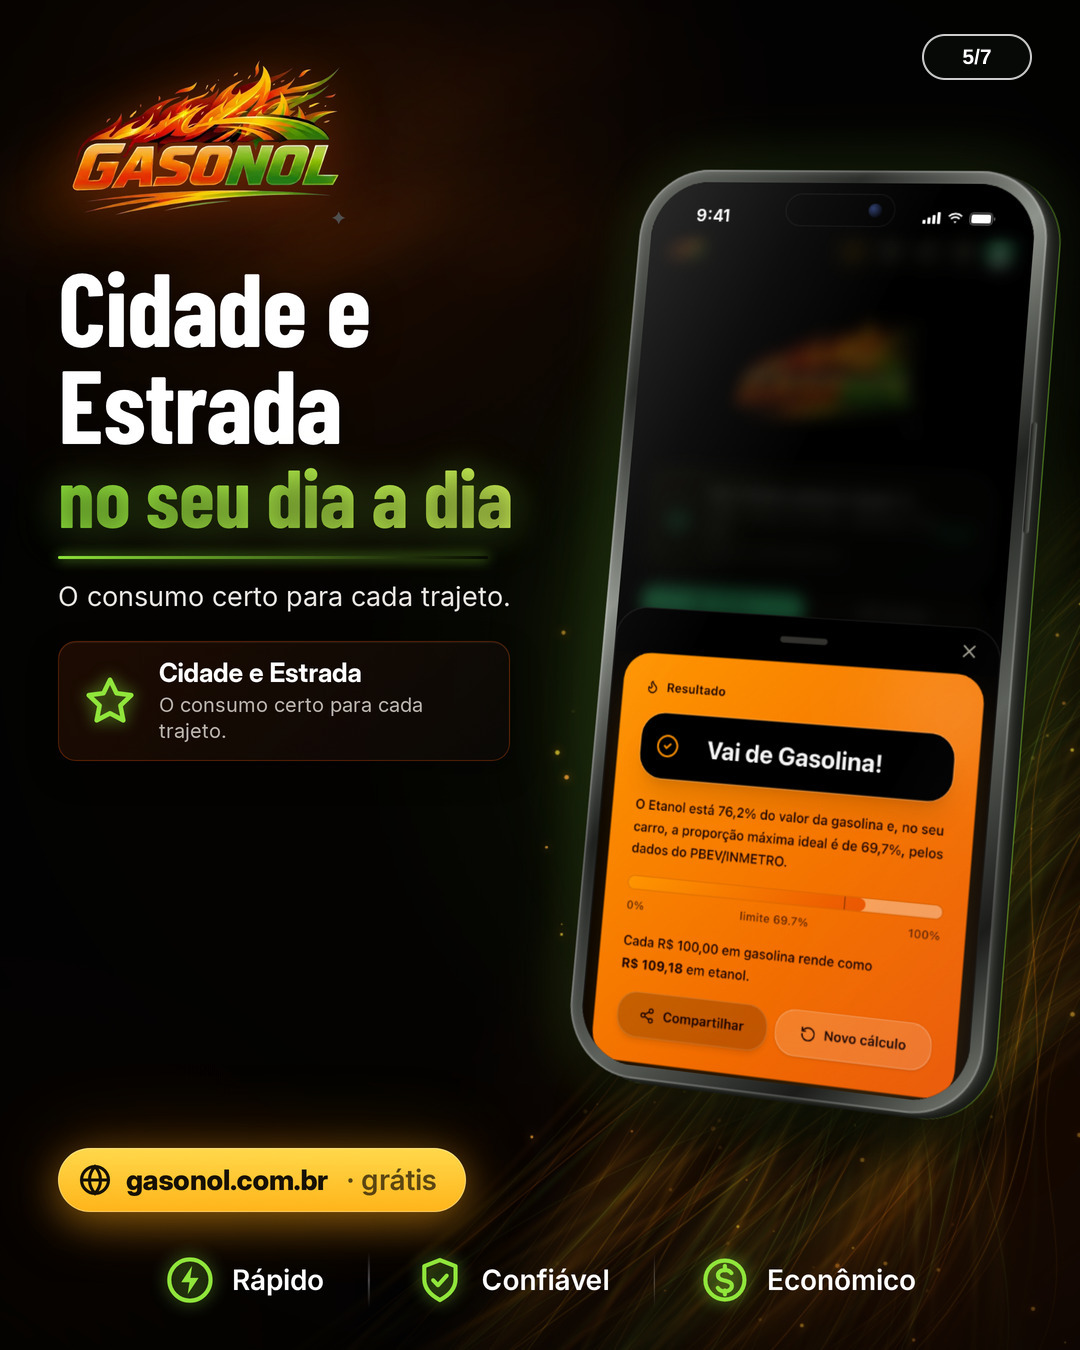 5/7
GASONOL
Cidade e
Estrada
no seu dia a dia
O consumo certo para cada trajeto.
Cidade e Estrada
O consumo certo para cada
trajeto.
9:41
Resultado
Vai de Gasolina!
O Etanol está 76,2% do valor da gasolina e, no seu
carro, a proporção máxima ideal é de 69,7%, pelos
dados do PBEV/INMETRO.
0% limite 69.7% 100%
Cada R$ 100,00 em gasolina rende como
R$ 109,18 em etanol.
Compartilhar Novo cálculo
gasonol.com.br · grátis
Rápido Confiável Econômico